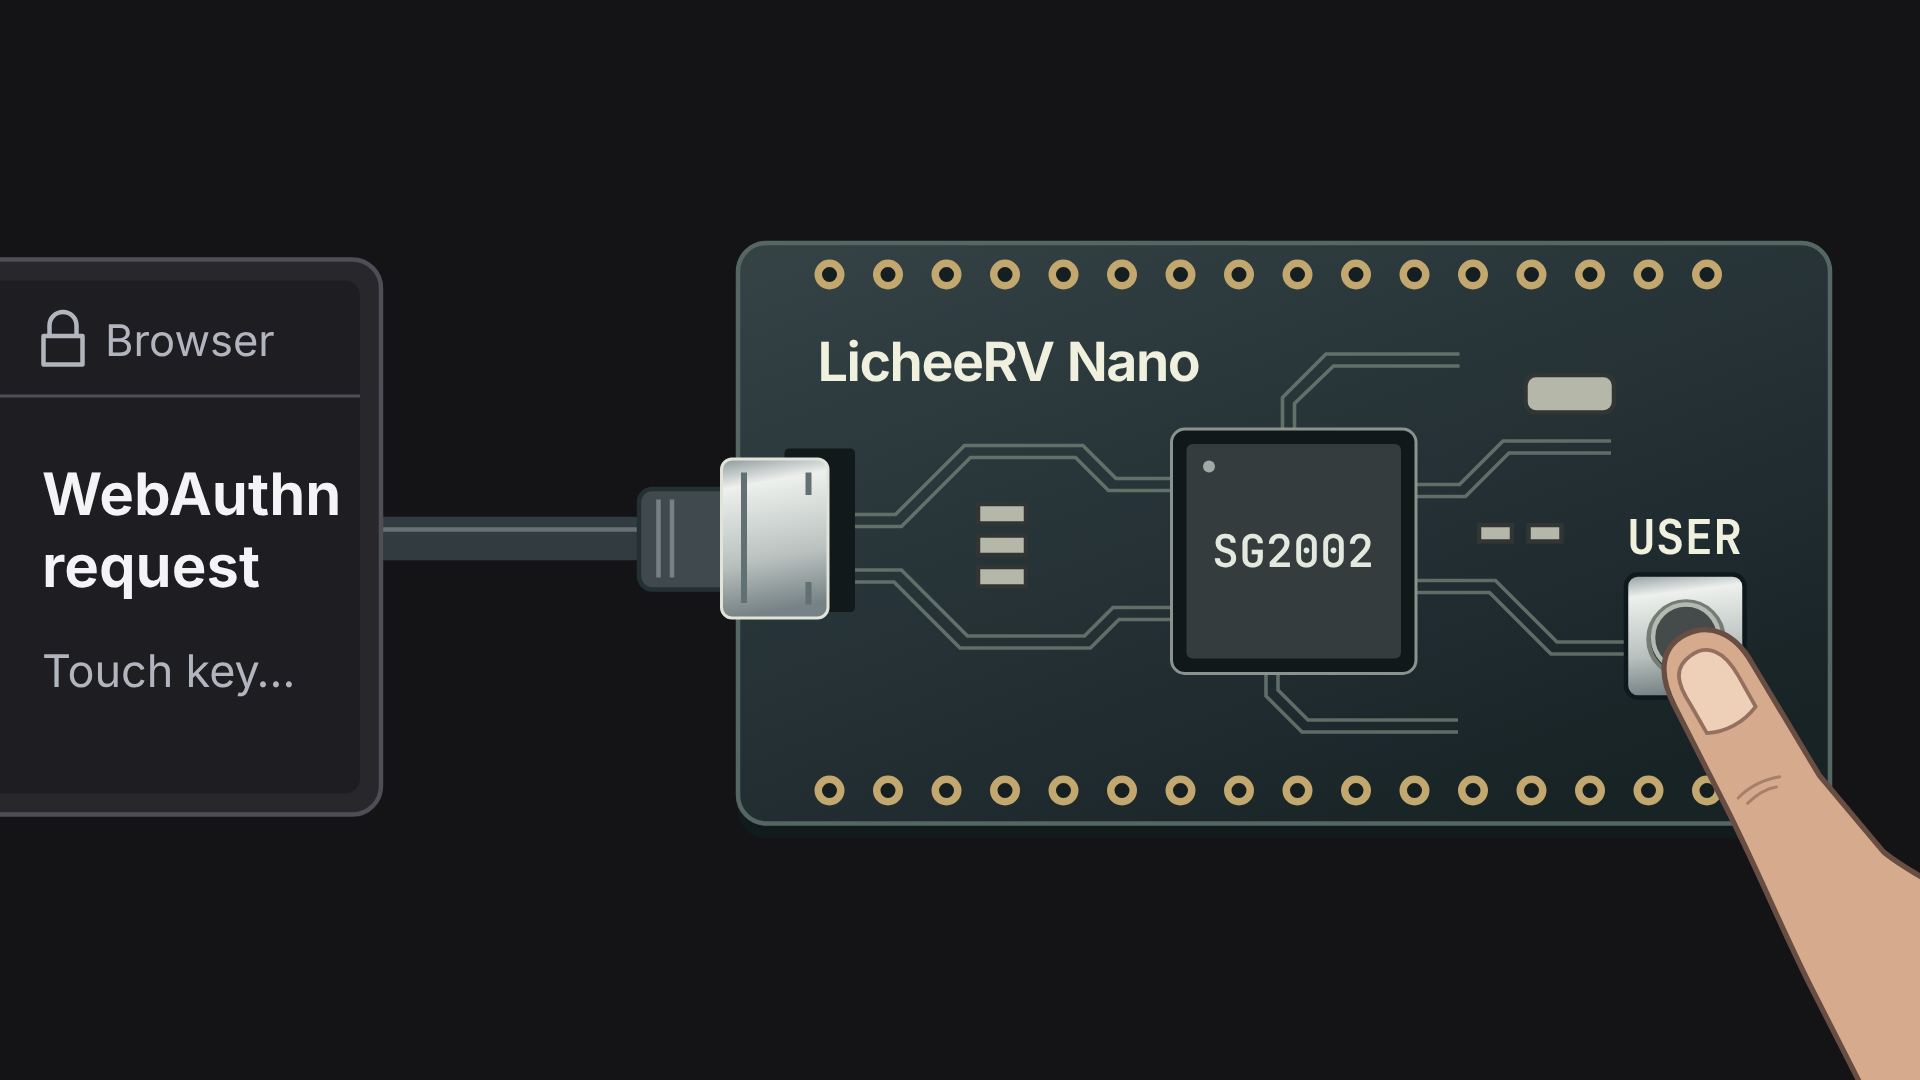 Browser
WebAuthn
request
Touch key...
LicheeRV Nano
SG2002
USER